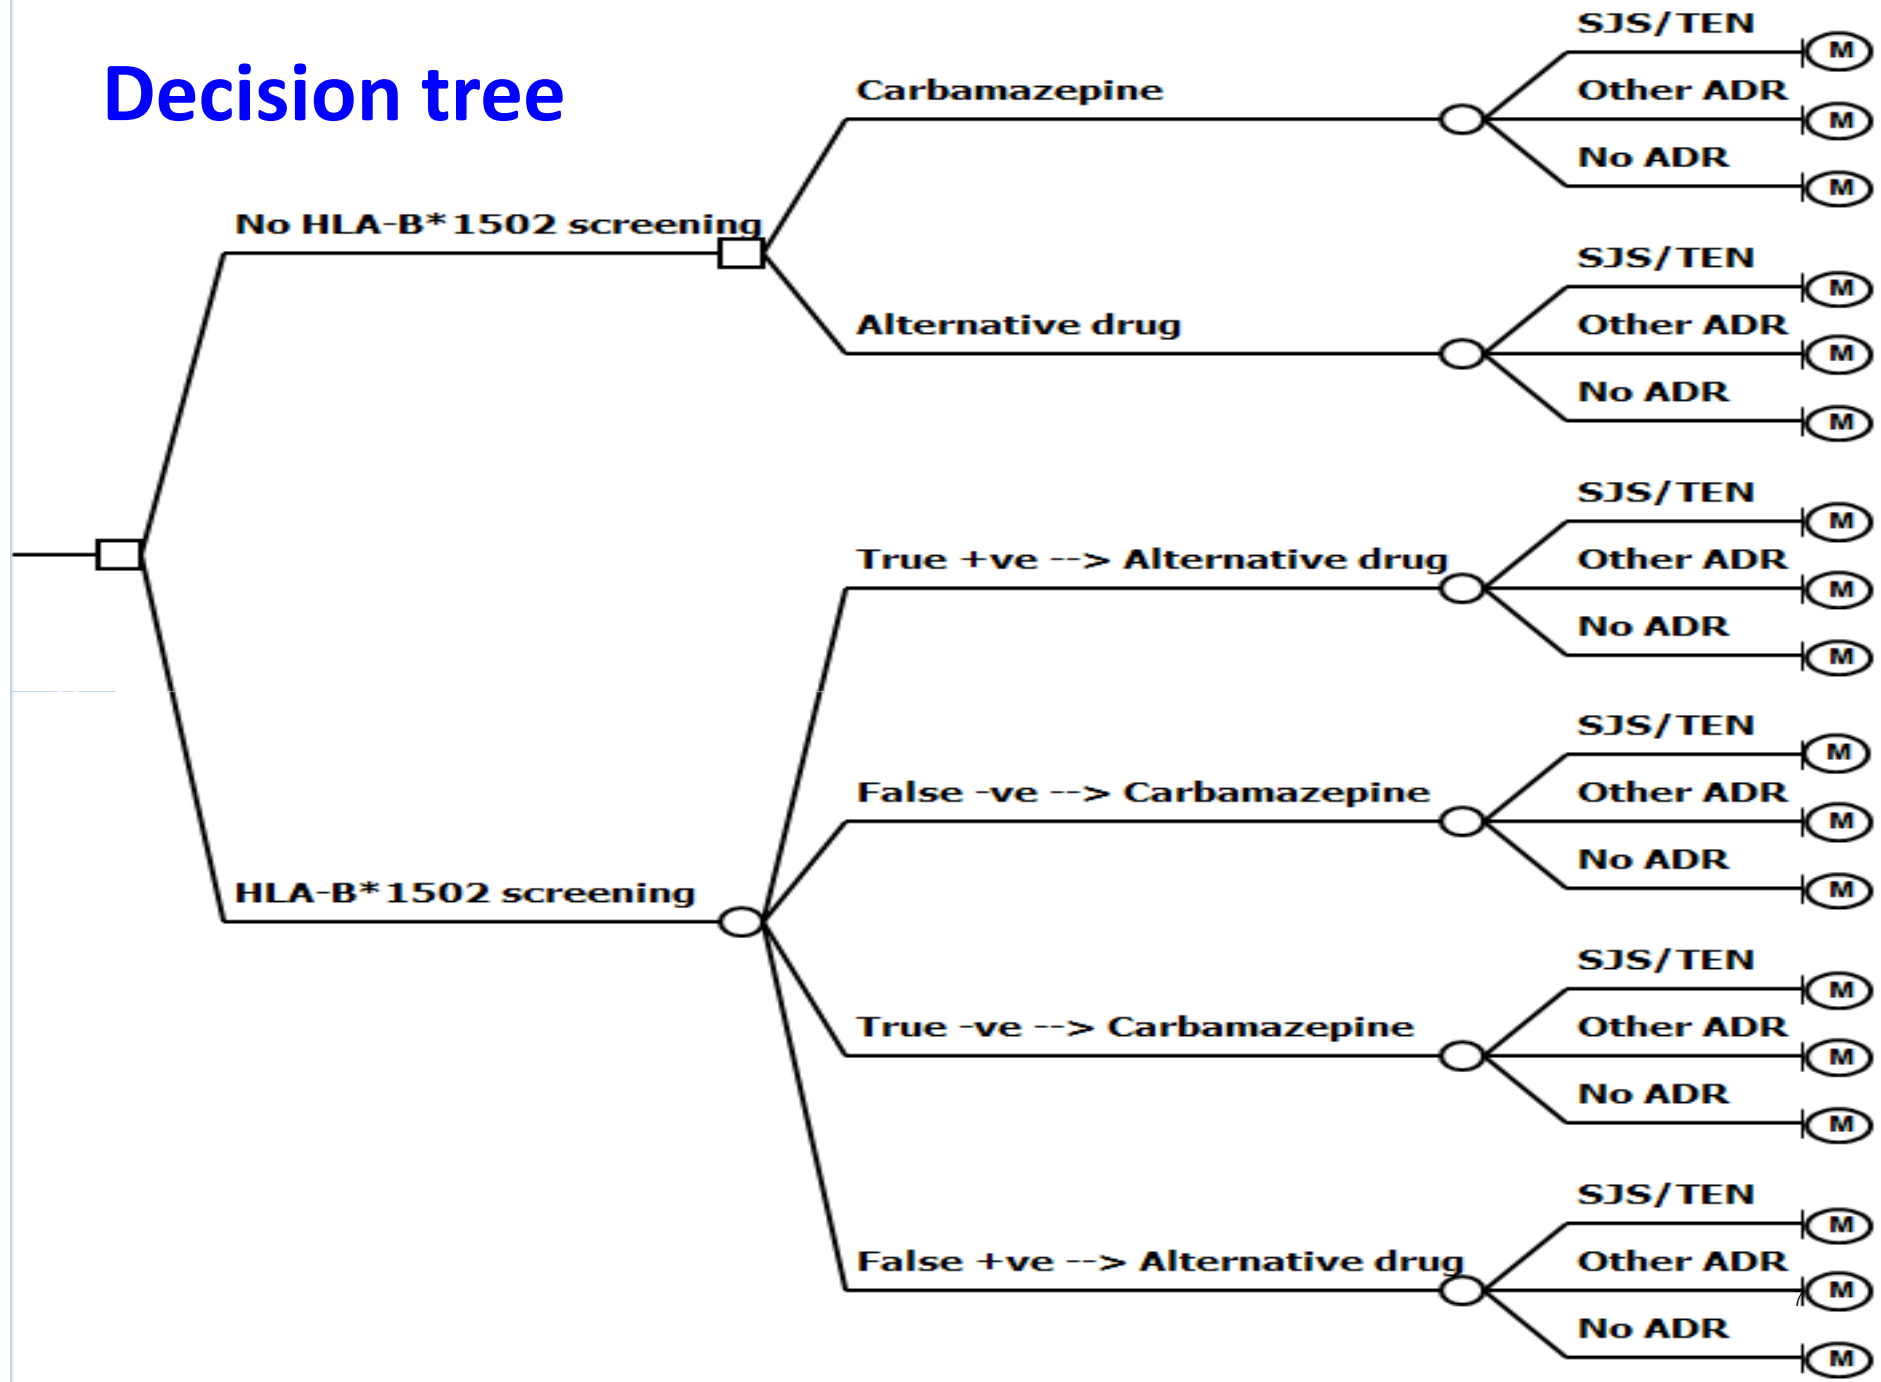 Decision tree
No HLA-B*1502 screening
Carbamazepine
SJS/TEN
M
Other ADR
M
No ADR
M
Alternative drug
SJS/TEN
M
Other ADR
M
No ADR
M
HLA-B*1502 screening
True +ve --> Alternative drug
SJS/TEN
M
Other ADR
M
No ADR
M
False -ve --> Carbamazepine
SJS/TEN
M
Other ADR
M
No ADR
M
True -ve --> Carbamazepine
SJS/TEN
M
Other ADR
M
No ADR
M
False +ve --> Alternative drug
SJS/TEN
M
Other ADR
M
No ADR
M